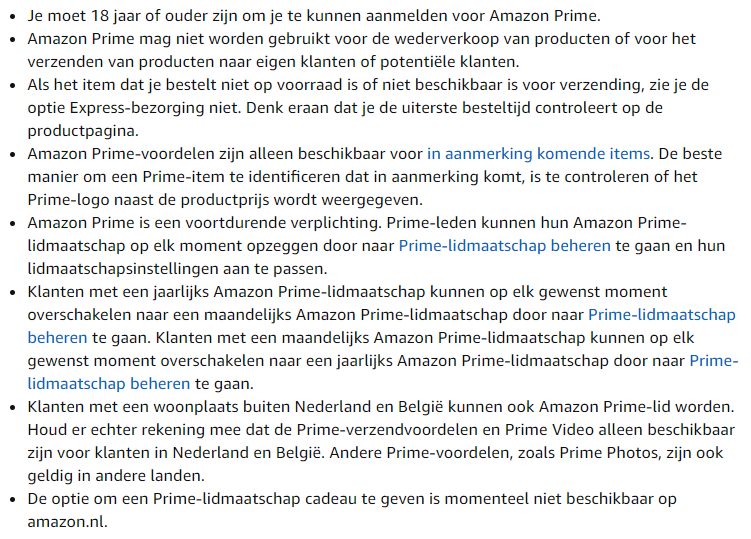 Je moet 18 jaar of ouder zijn om je te kunnen aanmelden voor Amazon Prime.
Amazon Prime mag niet worden gebruikt voor de wederverkoop van producten of voor het
verzenden van producten naar eigen klanten of potentiële klanten.
Als het item dat je bestelt niet op voorraad is of niet beschikbaar is voor verzending, zie je de
optie Express-bezorging niet. Denk eraan dat je de uiterste besteltijd controleert op de
productpagina.
Amazon Prime-voordelen zijn alleen beschikbaar voor in aanmerking komende items. De beste
manier om een Prime-item te identificeren dat in aanmerking komt, is te controleren of het
Prime-logo naast de productprijs wordt weergegeven.
Amazon Prime is een voortdurende verplichting. Prime-leden kunnen hun Amazon Prime-
lidmaatschap op elk moment opzeggen door naar Prime-lidmaatschap beheren te gaan en hun
lidmaatschapsinstellingen aan te passen.
Klanten met een jaarlijks Amazon Prime-lidmaatschap kunnen op elk gewenst moment
overschakelen naar een maandelijks Amazon Prime-lidmaatschap door naar Prime-lidmaatschap
beheren te gaan. Klanten met een maandelijks Amazon Prime-lidmaatschap kunnen op elk
gewenst moment overschakelen naar een jaarlijks Amazon Prime-lidmaatschap door naar Prime-
lidmaatschap beheren te gaan.
Klanten met een woonplaats buiten Nederland en België kunnen ook Amazon Prime-lid worden.
Houd er echter rekening mee dat de Prime-verzendvoordelen en Prime Video alleen beschikbaar
zijn voor klanten in Nederland en België. Andere Prime-voordelen, zoals Prime Photos, zijn ook
geldig in andere landen.
De optie om een Prime-lidmaatschap cadeau te geven is momenteel niet beschikbaar op
amazon.nl.